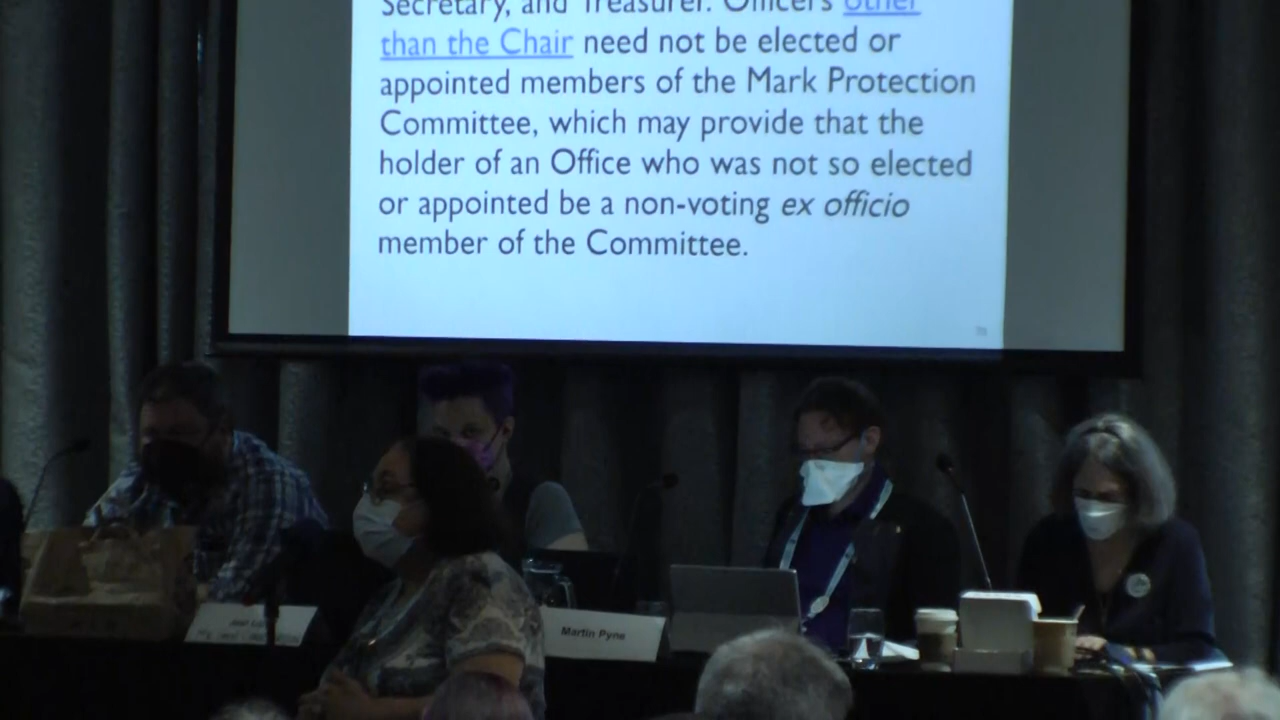 Secretary, and Treasurer. Officers other
than the Chair need not be elected or
appointed members of the Mark Protection
Committee, which may provide that the
holder of an Office who was not so elected
or appointed be a non-voting ex officio
member of the Committee.
Martin Pyne